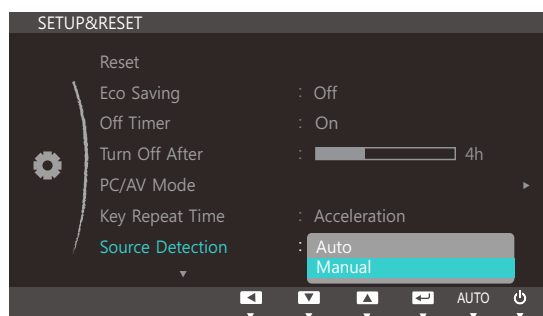 SETUP&RESET
Reset
Eco Saving : Off
Off Timer : On
Turn Off After : 4h
PC/AV Mode
Key Repeat Time : Acceleration
Source Detection : Auto
Manual
AUTO